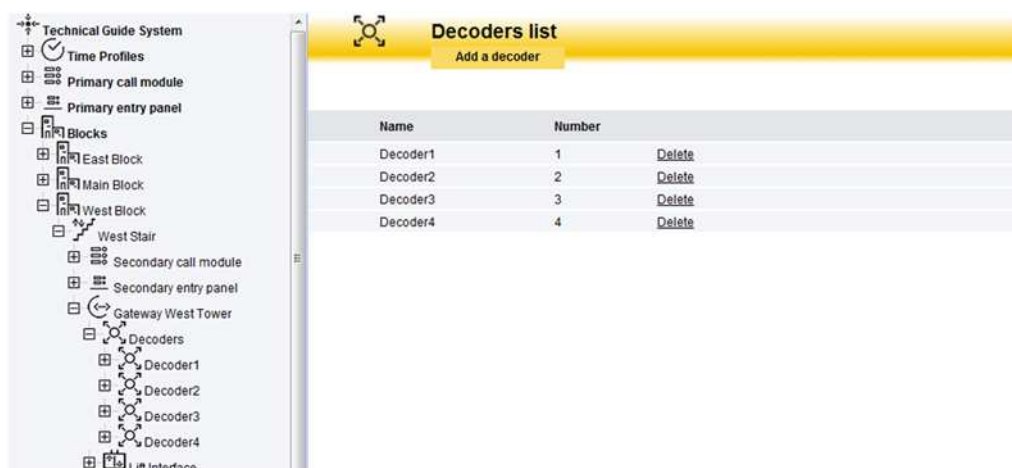 Technical Guide System
Time Profiles
Primary call module
Primary entry panel
Blocks
East Block
Main Block
West Block
West Stair
Secondary call module
Secondary entry panel
Gateway West Tower
Decoders
Decoder1
Decoder2
Decoder3
Decoder4
Lift Interface
Decoders list
Add a decoder
Name Number
Decoder1 1 Delete
Decoder2 2 Delete
Decoder3 3 Delete
Decoder4 4 Delete